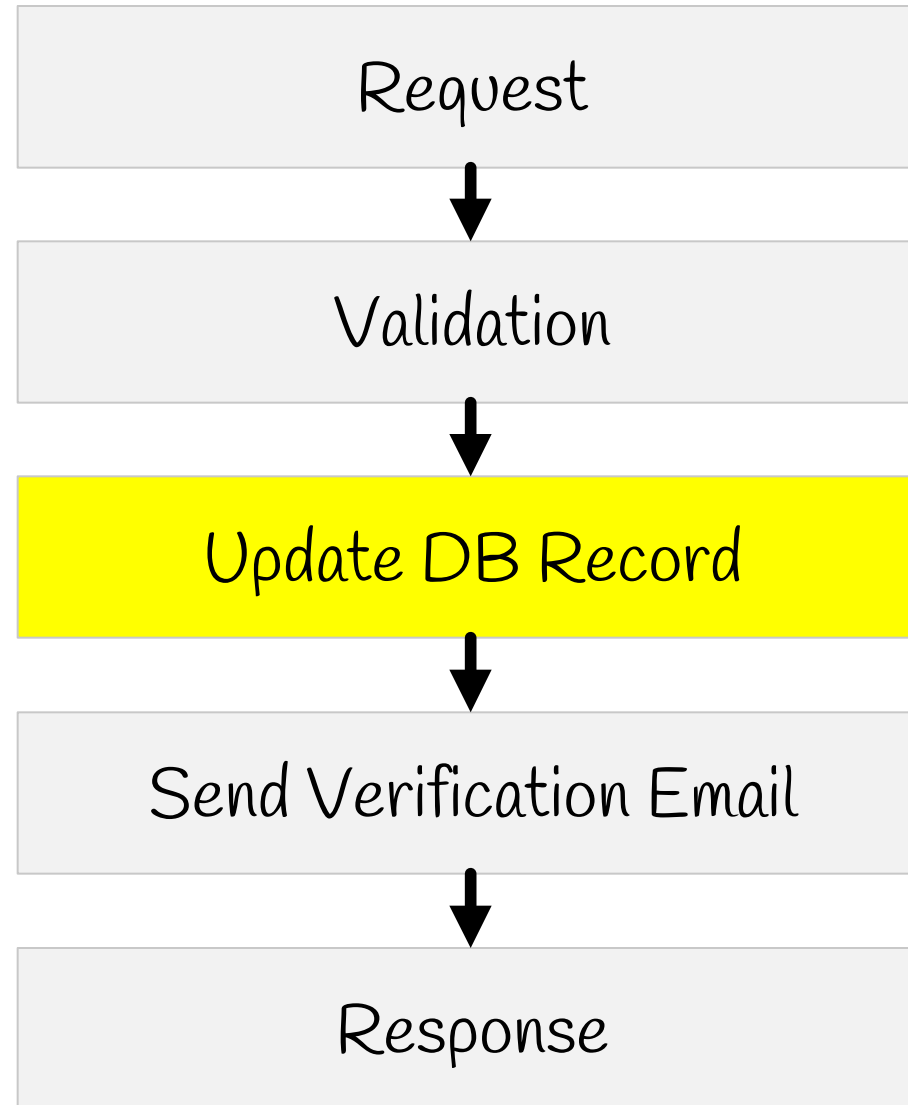 Request
Validation
Update DB Record
Send Verification Email
Response